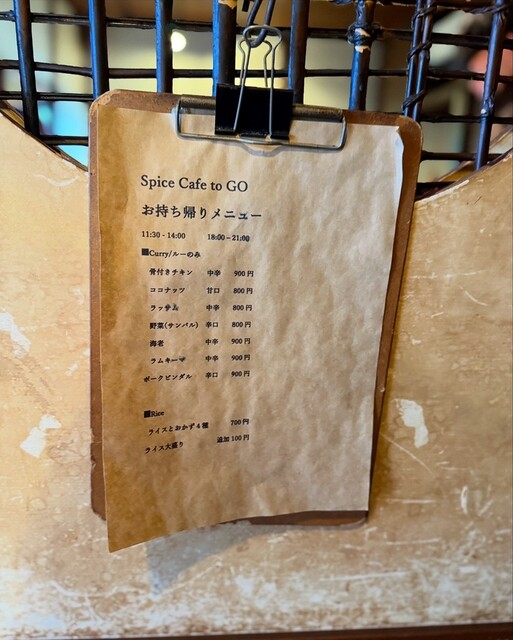 Spice Cafe to GO
お持ち帰りメニュー
11:30 - 14:00 18:00 - 21:00
■Curry/ルーのみ
骨付きチキン 中辛 900円
ココナッツ 甘口 800円
ラッサム 中辛 800円
野菜(サンバル) 辛口 800円
海老 中辛 900円
ラムキーマ 中辛 900円
ポークビンダル 辛口 900円
■Rice
ライスとおかず4種 700円
ライス大盛り 追加100円